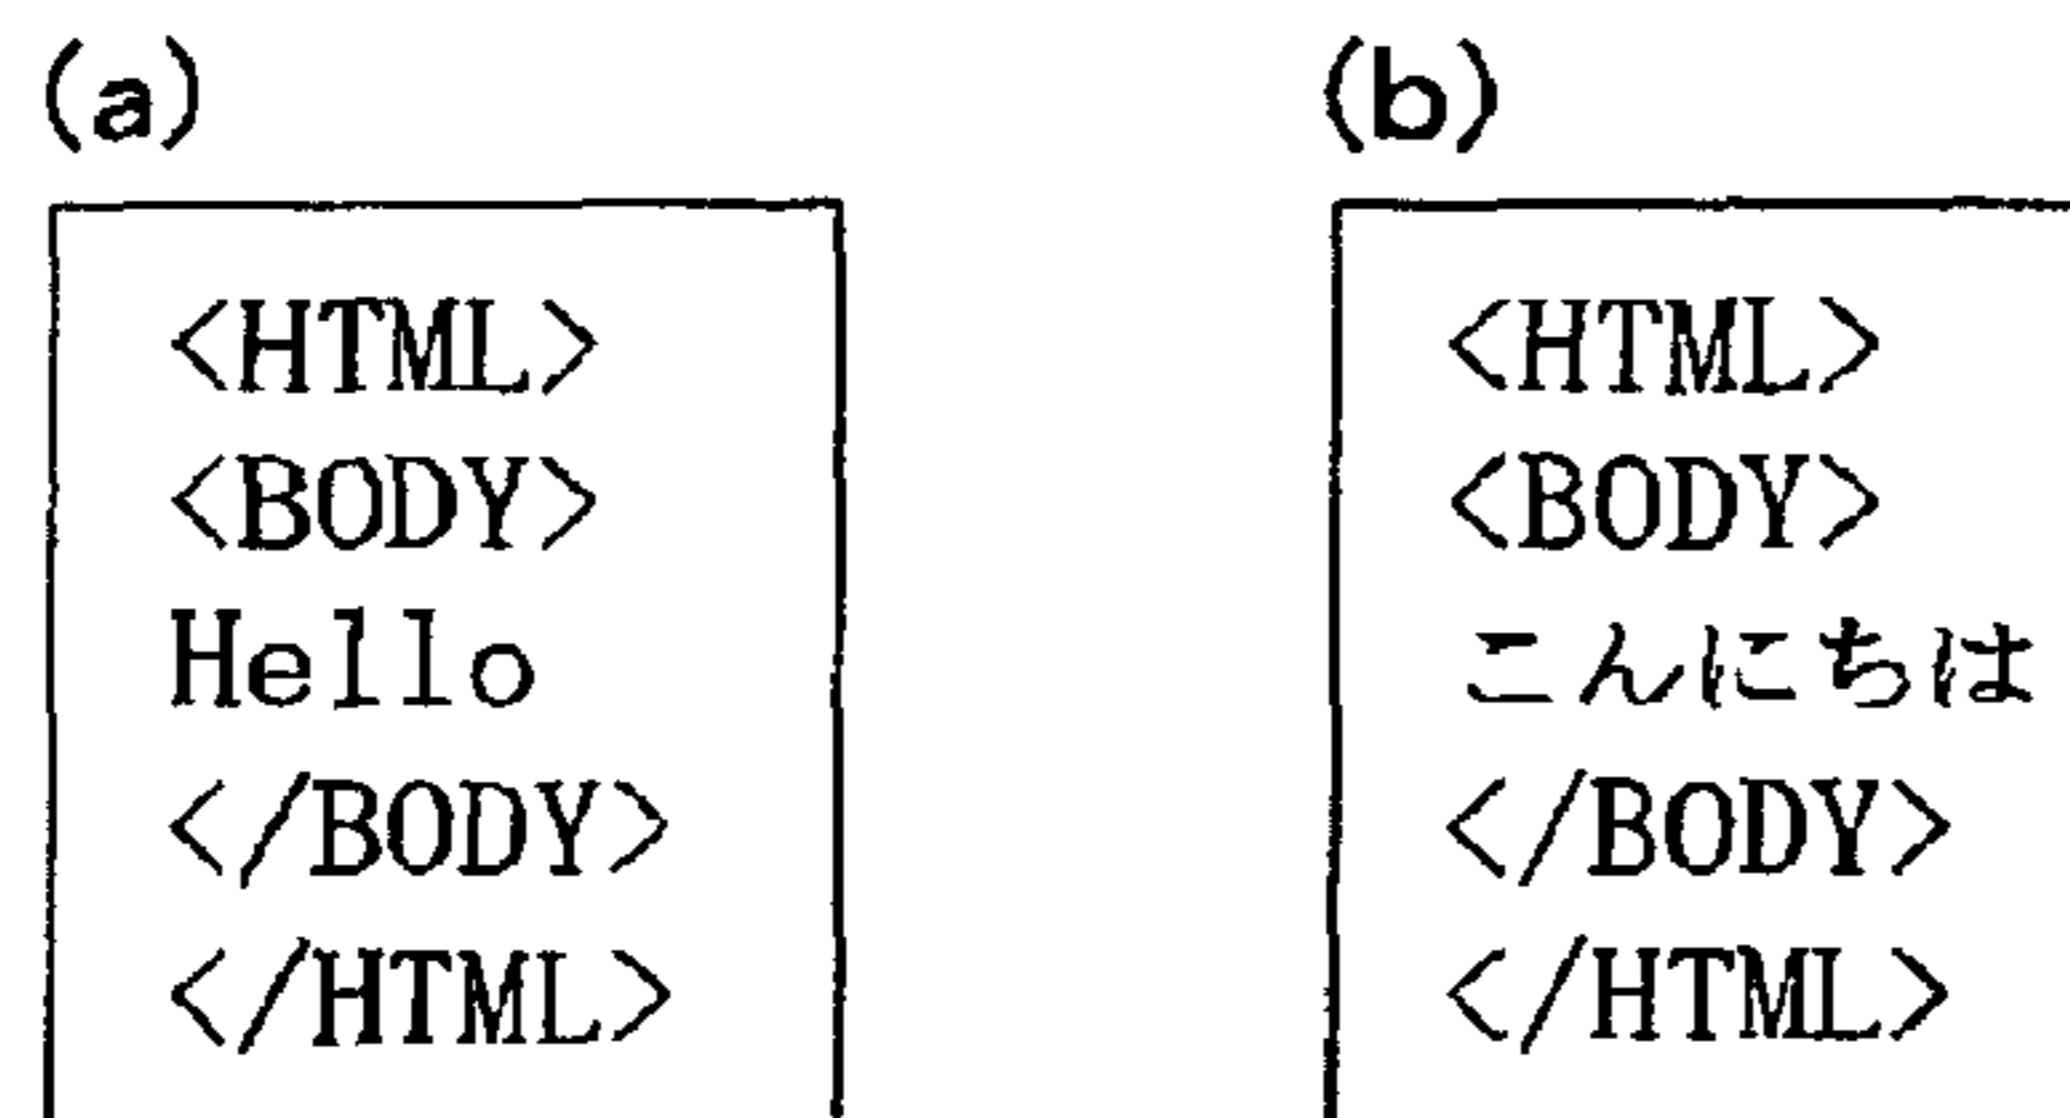 (a)
<HTML>
<BODY>
Hello
</BODY>
</HTML>
(b)
<HTML>
<BODY>
こんにちは
</BODY>
</HTML>